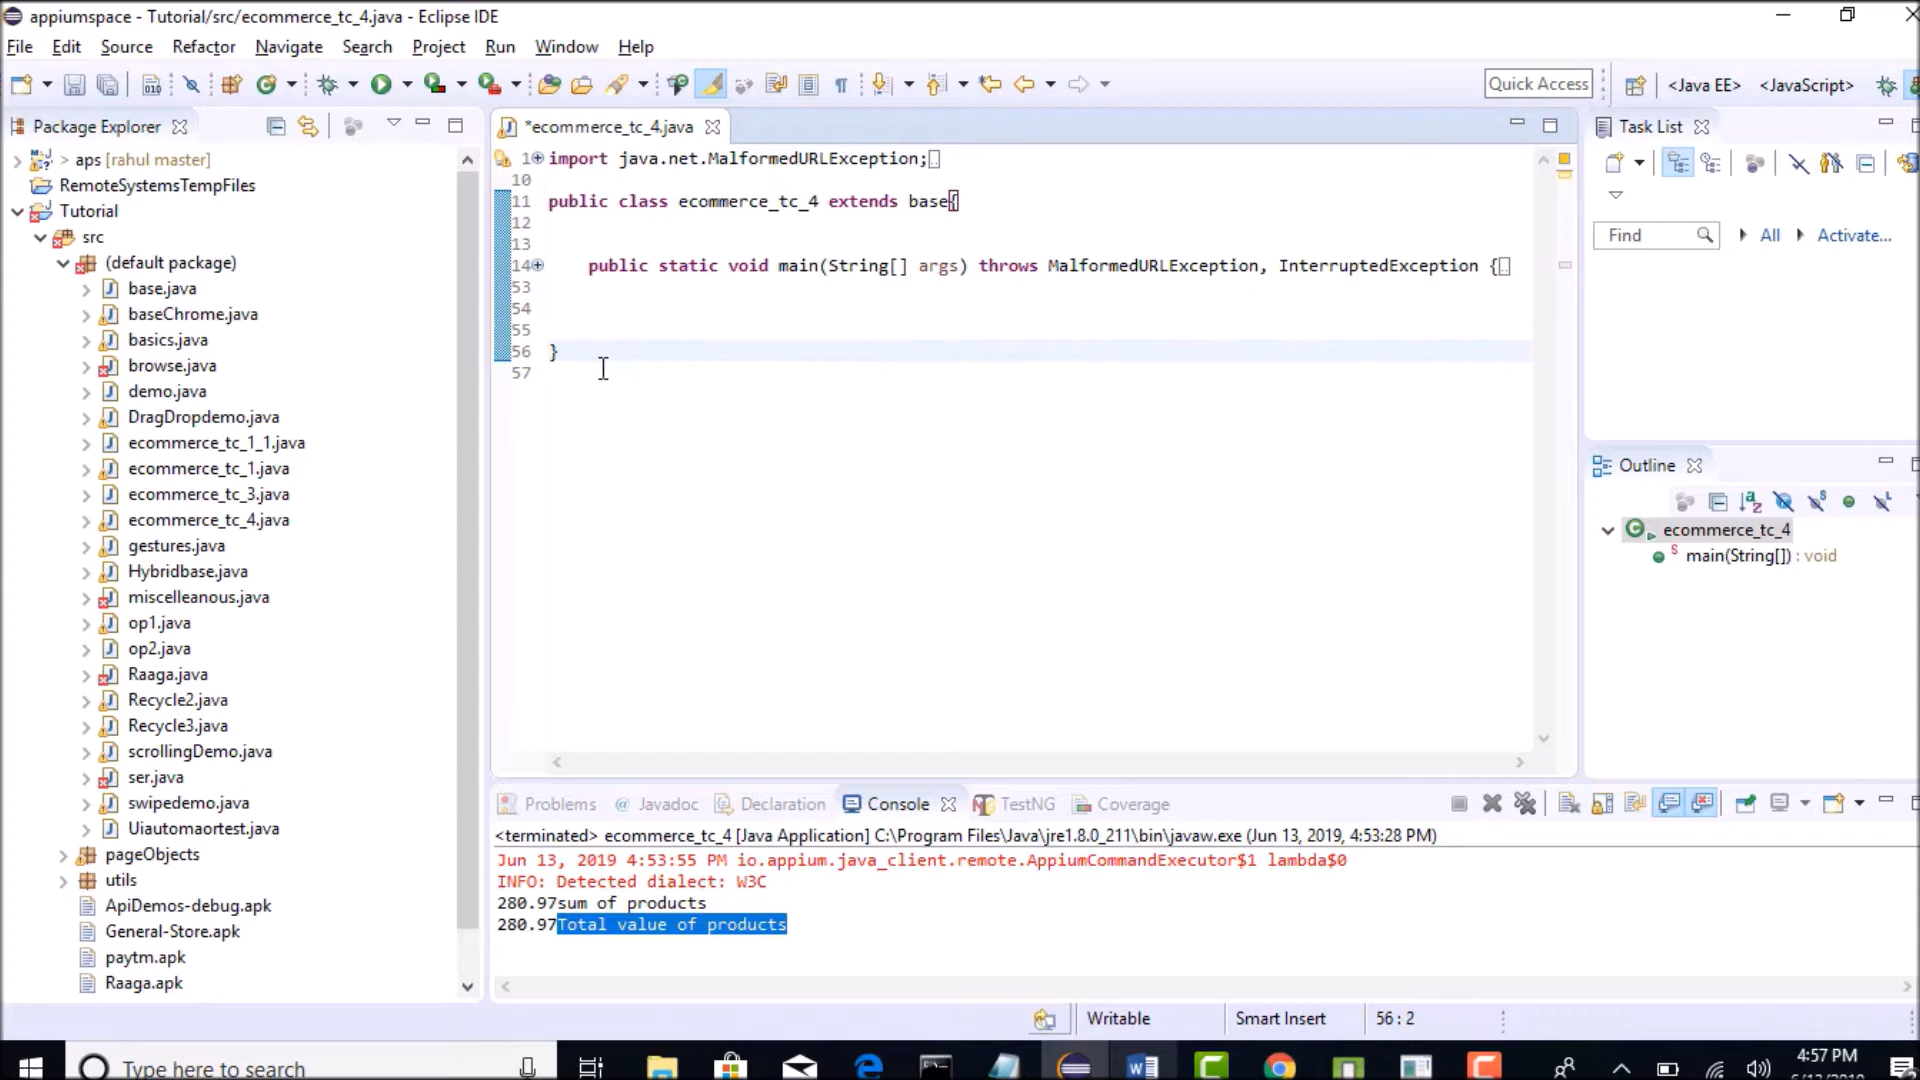 appiumspace - Tutorial/src/ecommerce_tc_4.java - Eclipse IDE
File Edit Source Refactor Navigate Search Project Run Window Help
Quick Access <Java EE> <JavaScript>
Package Explorer
> aps [rahul master]
RemoteSystemsTempFiles
Tutorial
src
(default package)
base.java
baseChrome.java
basics.java
browse.java
demo.java
DragDropdemo.java
ecommerce_tc_1_1.java
ecommerce_tc_1.java
ecommerce_tc_3.java
ecommerce_tc_4.java
gestures.java
Hybridbase.java
miscelleanous.java
op1.java
op2.java
Raaga.java
Recycle2.java
Recycle3.java
scrollingDemo.java
ser.java
swipedemo.java
Uiautomaortest.java
pageObjects
utils
ApiDemos-debug.apk
General-Store.apk
paytm.apk
Raaga.apk
*ecommerce_tc_4.java
1 import java.net.MalformedURLException;
10
11 public class ecommerce_tc_4 extends base{
12
13
14 public static void main(String[] args) throws MalformedURLException, InterruptedException {
53
54
55
56 }
57
Task List
Find All Activate...
Outline
ecommerce_tc_4
main(String[]) : void
Problems Javadoc Declaration Console TestNG Coverage
<terminated> ecommerce_tc_4 [Java Application] C:\Program Files\Java\jre1.8.0_211\bin\javaw.exe (Jun 13, 2019, 4:53:28 PM)
Jun 13, 2019 4:53:55 PM io.appium.java_client.remote.AppiumCommandExecutor$1 lambda$0
INFO: Detected dialect: W3C
280.97sum of products
280.97Total value of products
Writable Smart Insert 56 : 2
Type here to search
4:57 PM